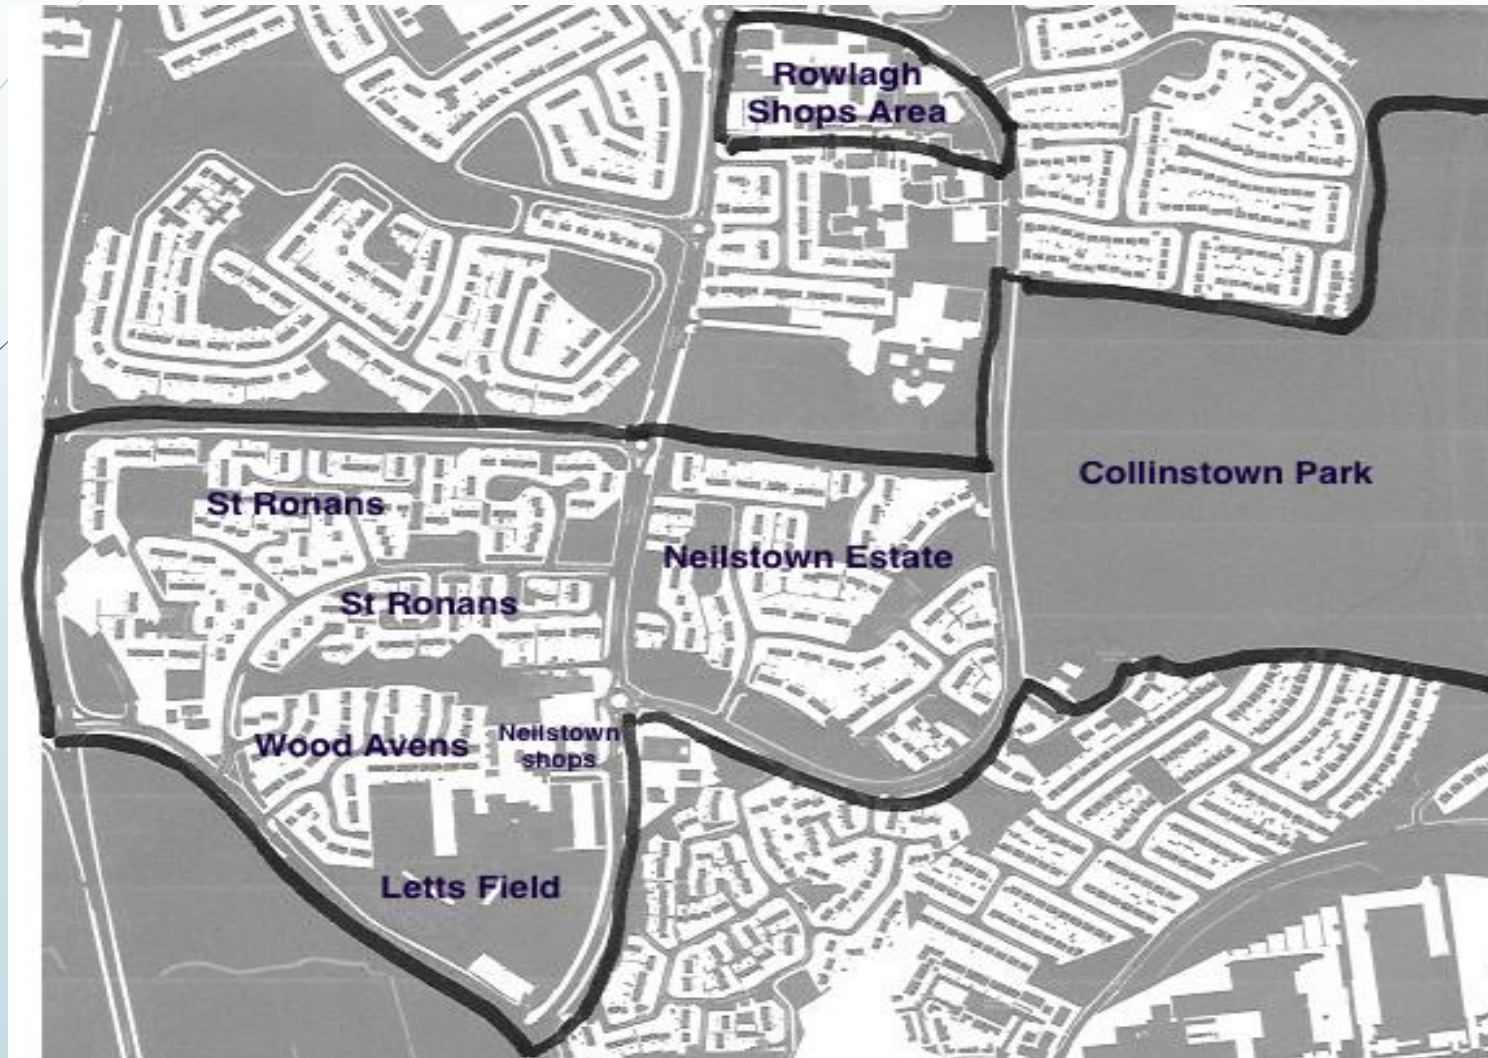 Rowlagh
Shops Area
Collinstown Park
St Ronans
Neilstown Estate
St Ronans
Wood Avens
Neilstown
shops
Letts Field